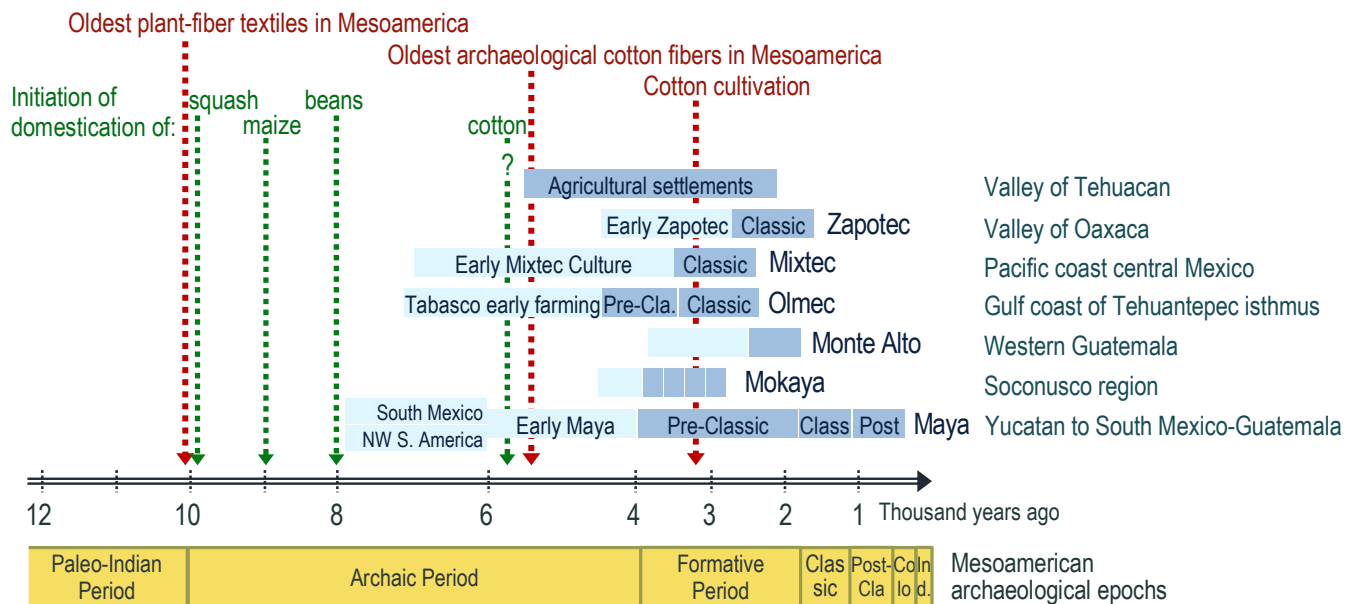 Oldest plant-fiber textiles in Mesoamerica
Oldest archaeological cotton fibers in Mesoamerica
Cotton cultivation
Initiation of
domestication of:
squash
maize
beans
cotton
?
Agricultural settlements
Valley of Tehuacan
Early Zapotec
Classic
Zapotec
Valley of Oaxaca
Early Mixtec Culture
Classic
Mixtec
Pacific coast central Mexico
Tabasco early farming
Pre-Cla.
Classic
Olmec
Gulf coast of Tehuantepec isthmus
Monte Alto
Western Guatemala
Mokaya
Soconusco region
South Mexico
NW S. America
Early Maya
Pre-Classic
Class
Post
Maya
Yucatan to South Mexico-Guatemala
12
10
8
6
4
3
2
1
Thousand years ago
Paleo-Indian
Period
Archaic Period
Formative
Period
Clas
sic
Post-
Cla
Co
lo
In
d.
Mesoamerican
archaeological epochs